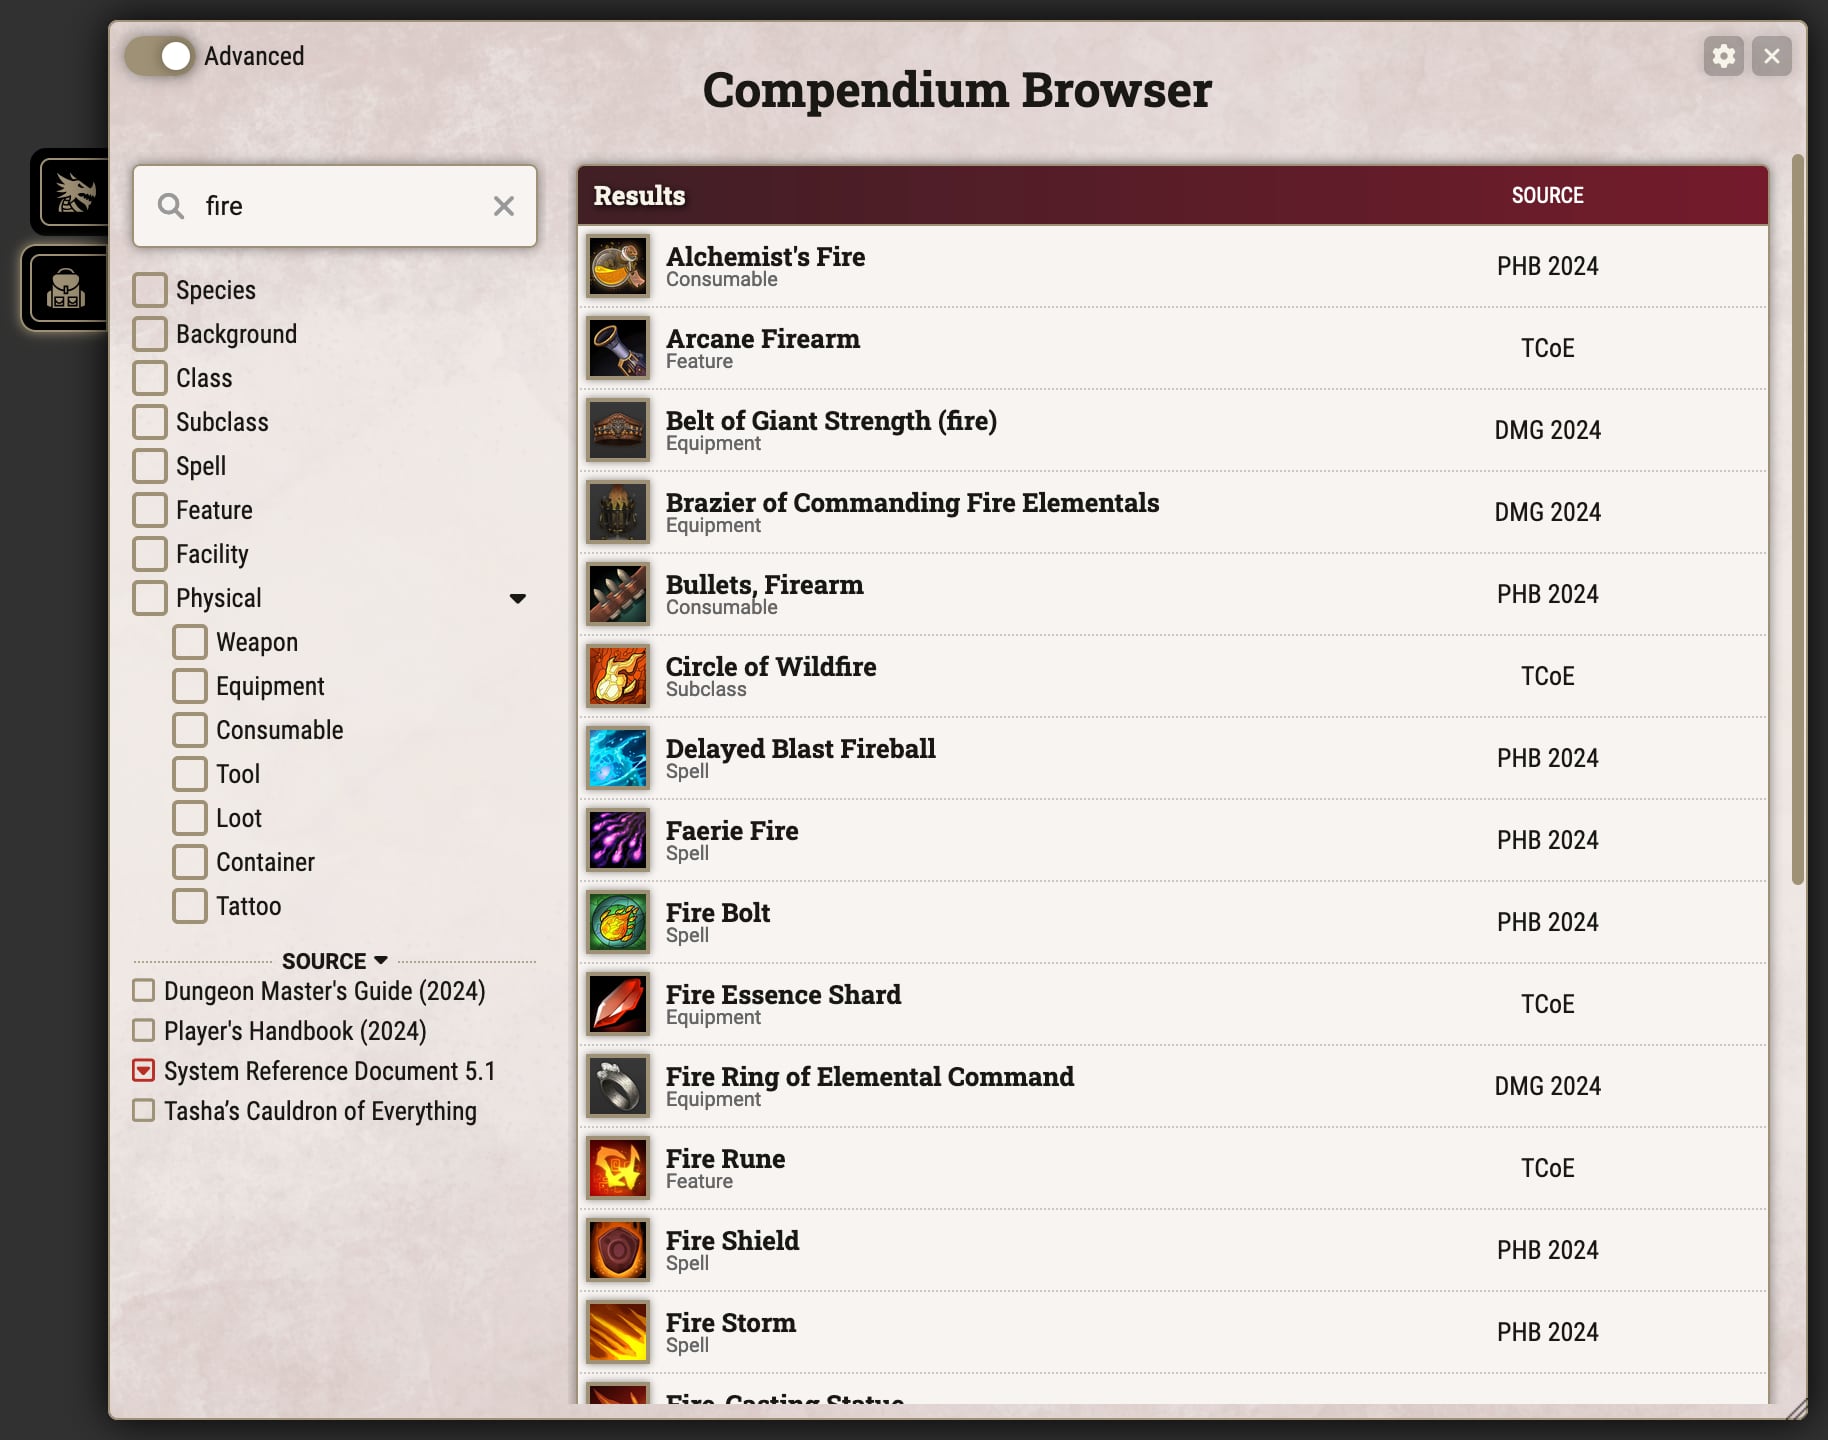 Advanced
Compendium Browser
fire
Species
Background
Class
Subclass
Spell
Feature
Facility
Physical
Weapon
Equipment
Consumable
Tool
Loot
Container
Tattoo
SOURCE
Dungeon Master's Guide (2024)
Player's Handbook (2024)
System Reference Document 5.1
Tasha’s Cauldron of Everything
Results SOURCE
Alchemist's Fire
Consumable
PHB 2024
Arcane Firearm
Feature
TCoE
Belt of Giant Strength (fire)
Equipment
DMG 2024
Brazier of Commanding Fire Elementals
Equipment
DMG 2024
Bullets, Firearm
Consumable
PHB 2024
Circle of Wildfire
Subclass
TCoE
Delayed Blast Fireball
Spell
PHB 2024
Faerie Fire
Spell
PHB 2024
Fire Bolt
Spell
PHB 2024
Fire Essence Shard
Equipment
TCoE
Fire Ring of Elemental Command
Equipment
DMG 2024
Fire Rune
Feature
TCoE
Fire Shield
Spell
PHB 2024
Fire Storm
Spell
PHB 2024
Fire-Casting Statue